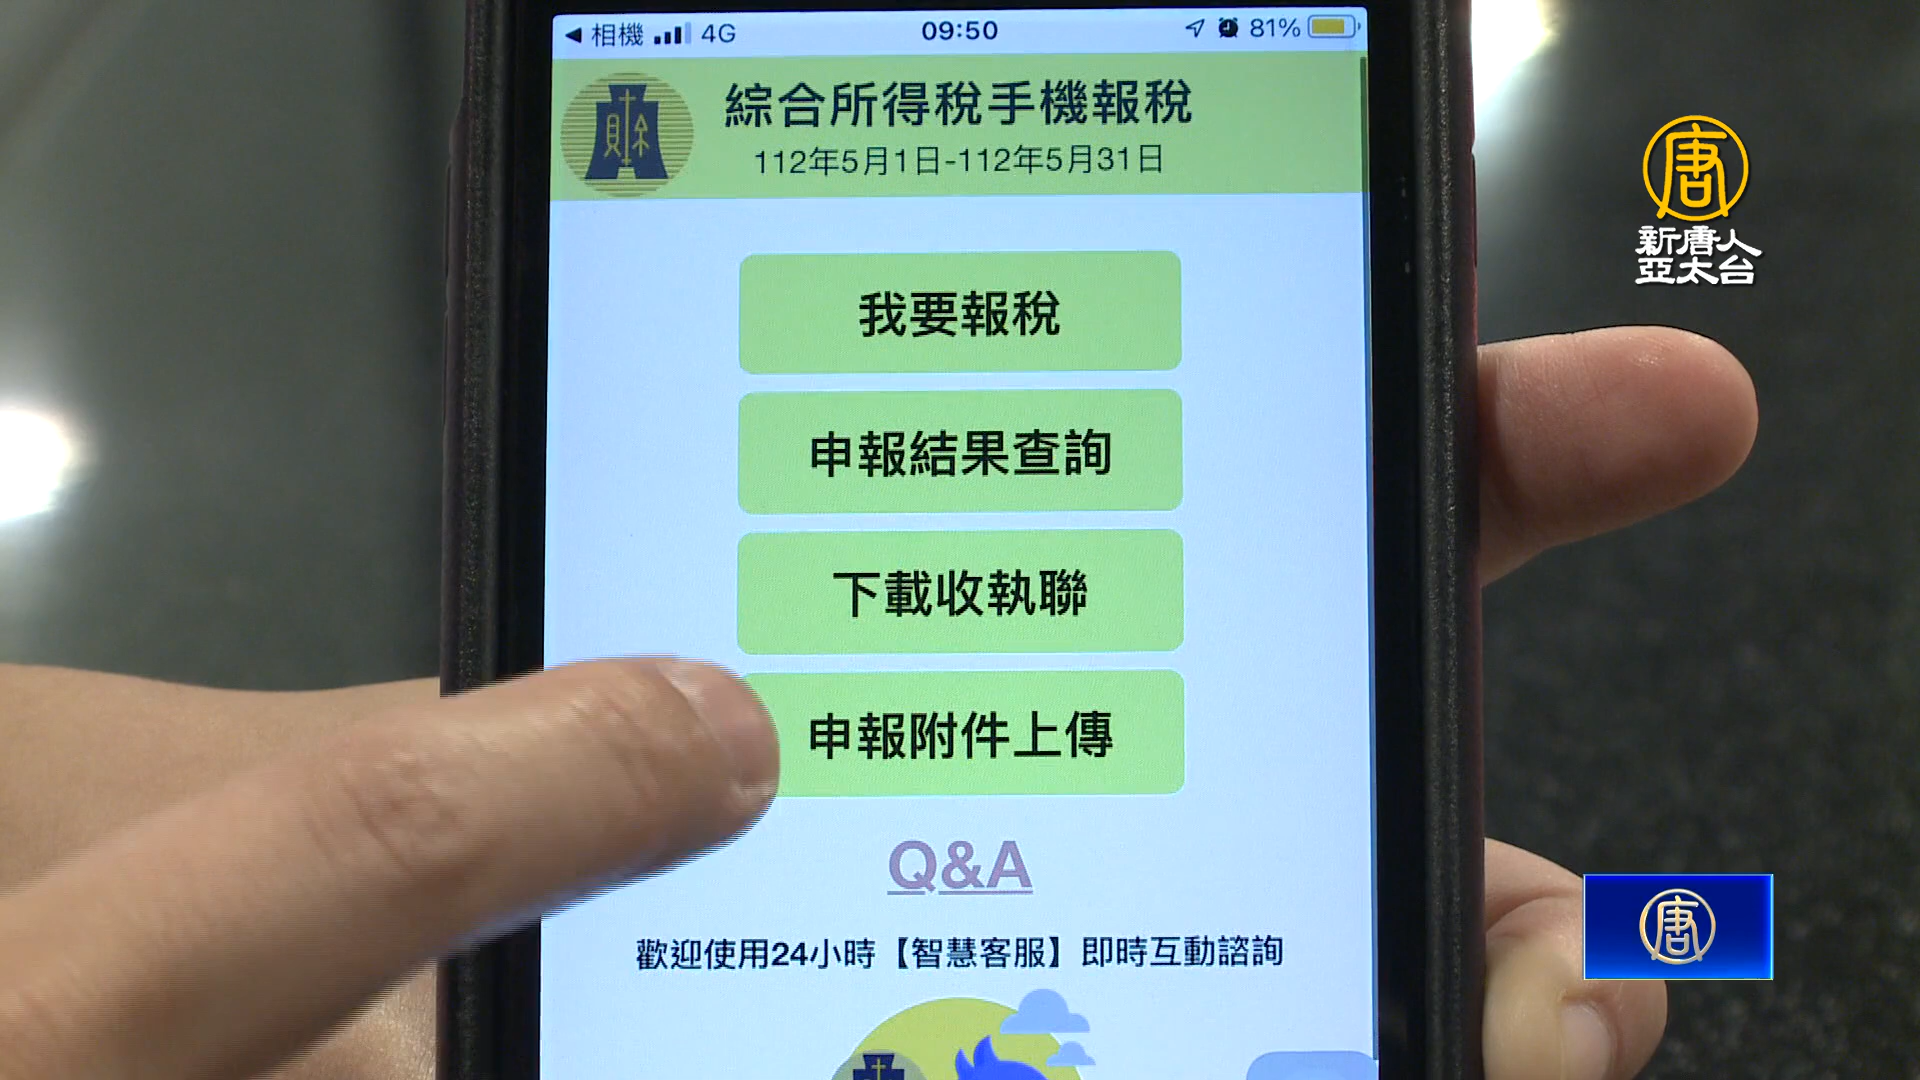 相機 4G 09:50 81%
綜合所得稅手機報稅
112年5月1日-112年5月31日
我要報稅
申報結果查詢
下載收執聯
申報附件上傳
Q&A
歡迎使用24小時【智慧客服】即時互動諮詢
唐
新唐人
亞太台
唐